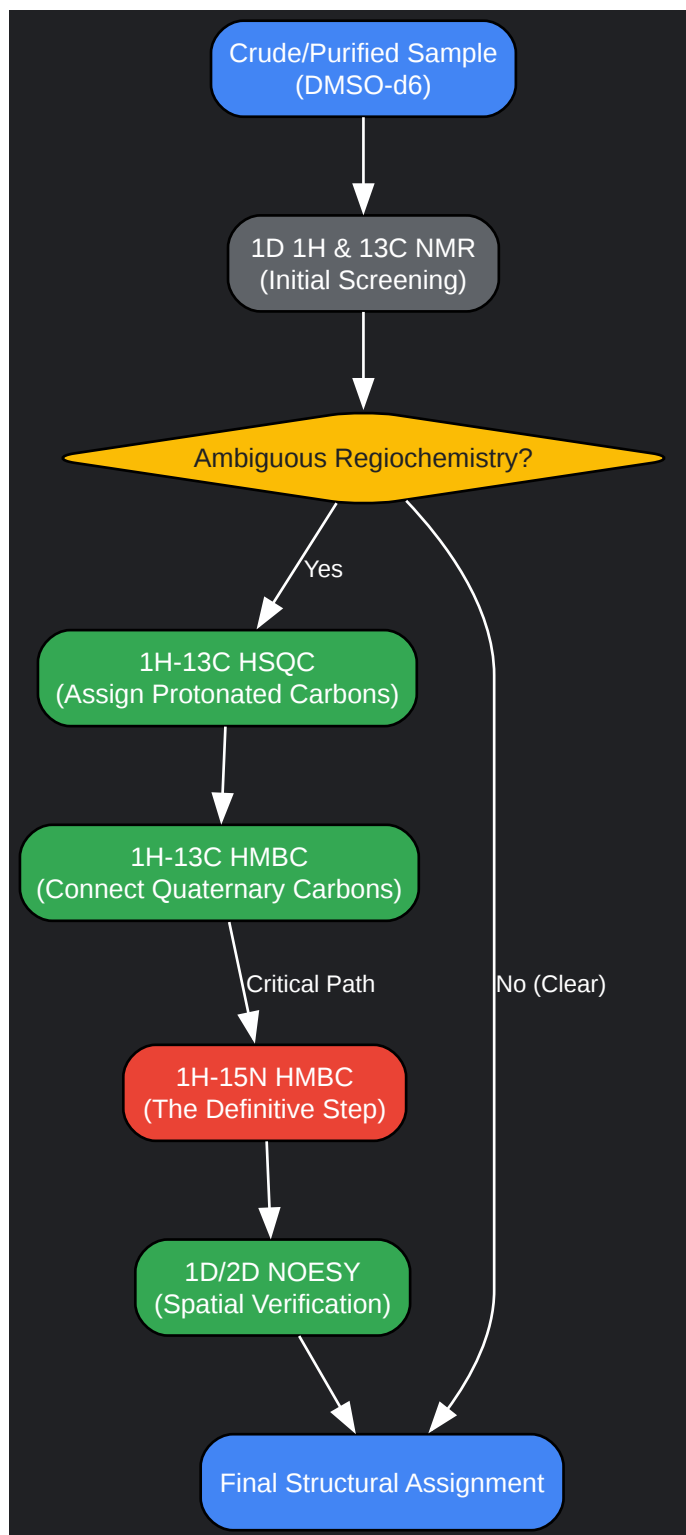 Crude/Purified Sample
(DMSO-d6)
1D 1H & 13C NMR
(Initial Screening)
Ambiguous Regiochemistry?
Yes
1H-13C HSQC
(Assign Protonated Carbons)
1H-13C HMBC
(Connect Quaternary Carbons)
Critical Path
No (Clear)
1H-15N HMBC
(The Definitive Step)
1D/2D NOESY
(Spatial Verification)
Final Structural Assignment